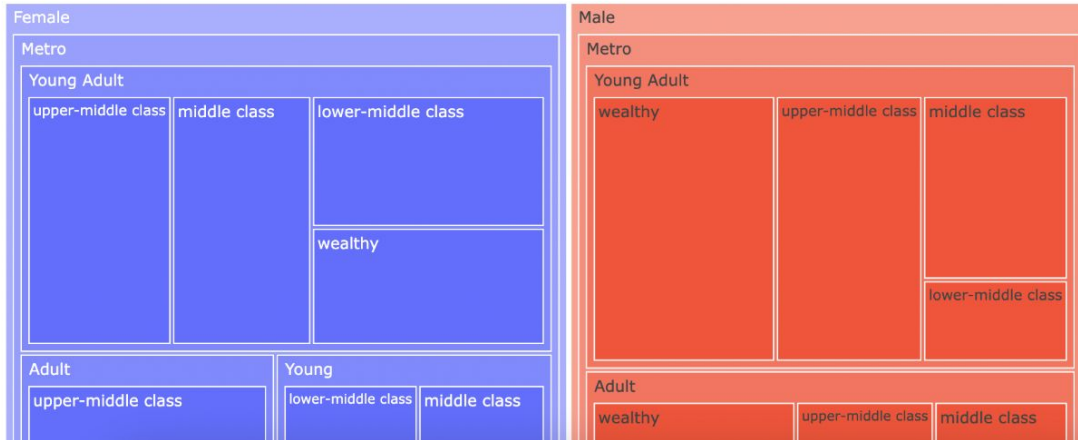 Female
Metro
Young Adult
upper-middle class
middle class
lower-middle class
wealthy
Adult
upper-middle class
Young
lower-middle class
middle class
Male
Metro
Young Adult
wealthy
upper-middle class
middle class
lower-middle class
Adult
wealthy
upper-middle class
middle class